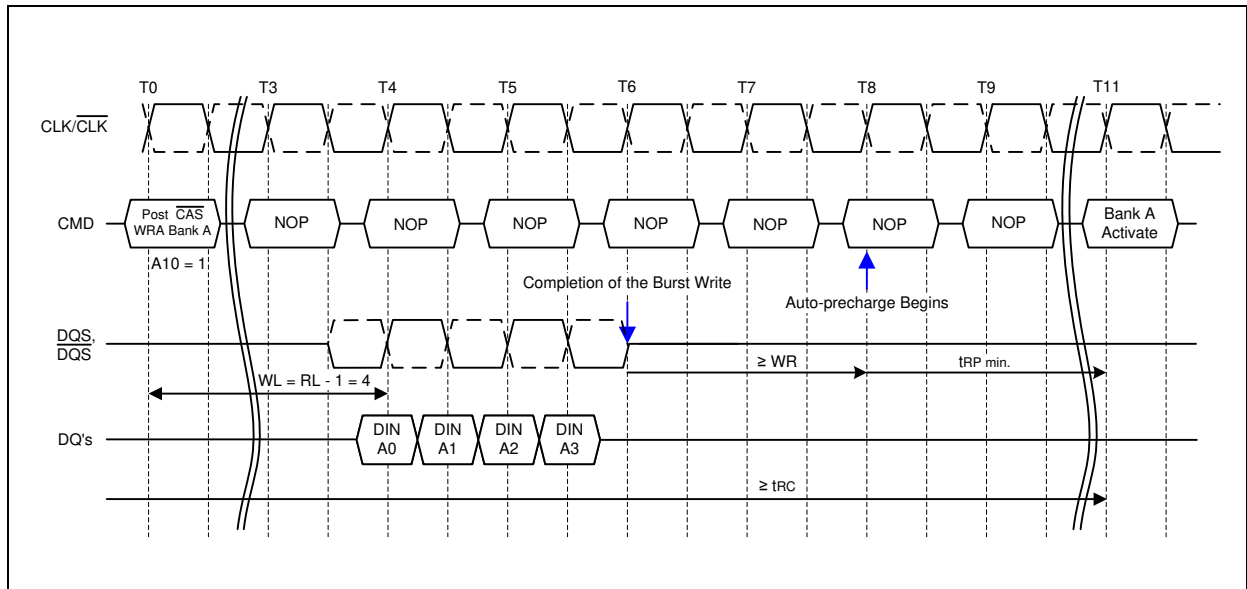 T0 T3 T4 T5 T6 T7 T8 T9 T11
CLK/CLK
CMD
Post CAS
WRA Bank A
NOP NOP NOP NOP NOP NOP NOP
Bank A
Activate
A10 = 1
Completion of the Burst Write
Auto-precharge Begins
DQS,
DQS
≥ WR
tRP min.
WL = RL - 1 = 4
DQ's
DIN
A0
DIN
A1
DIN
A2
DIN
A3
≥ tRC